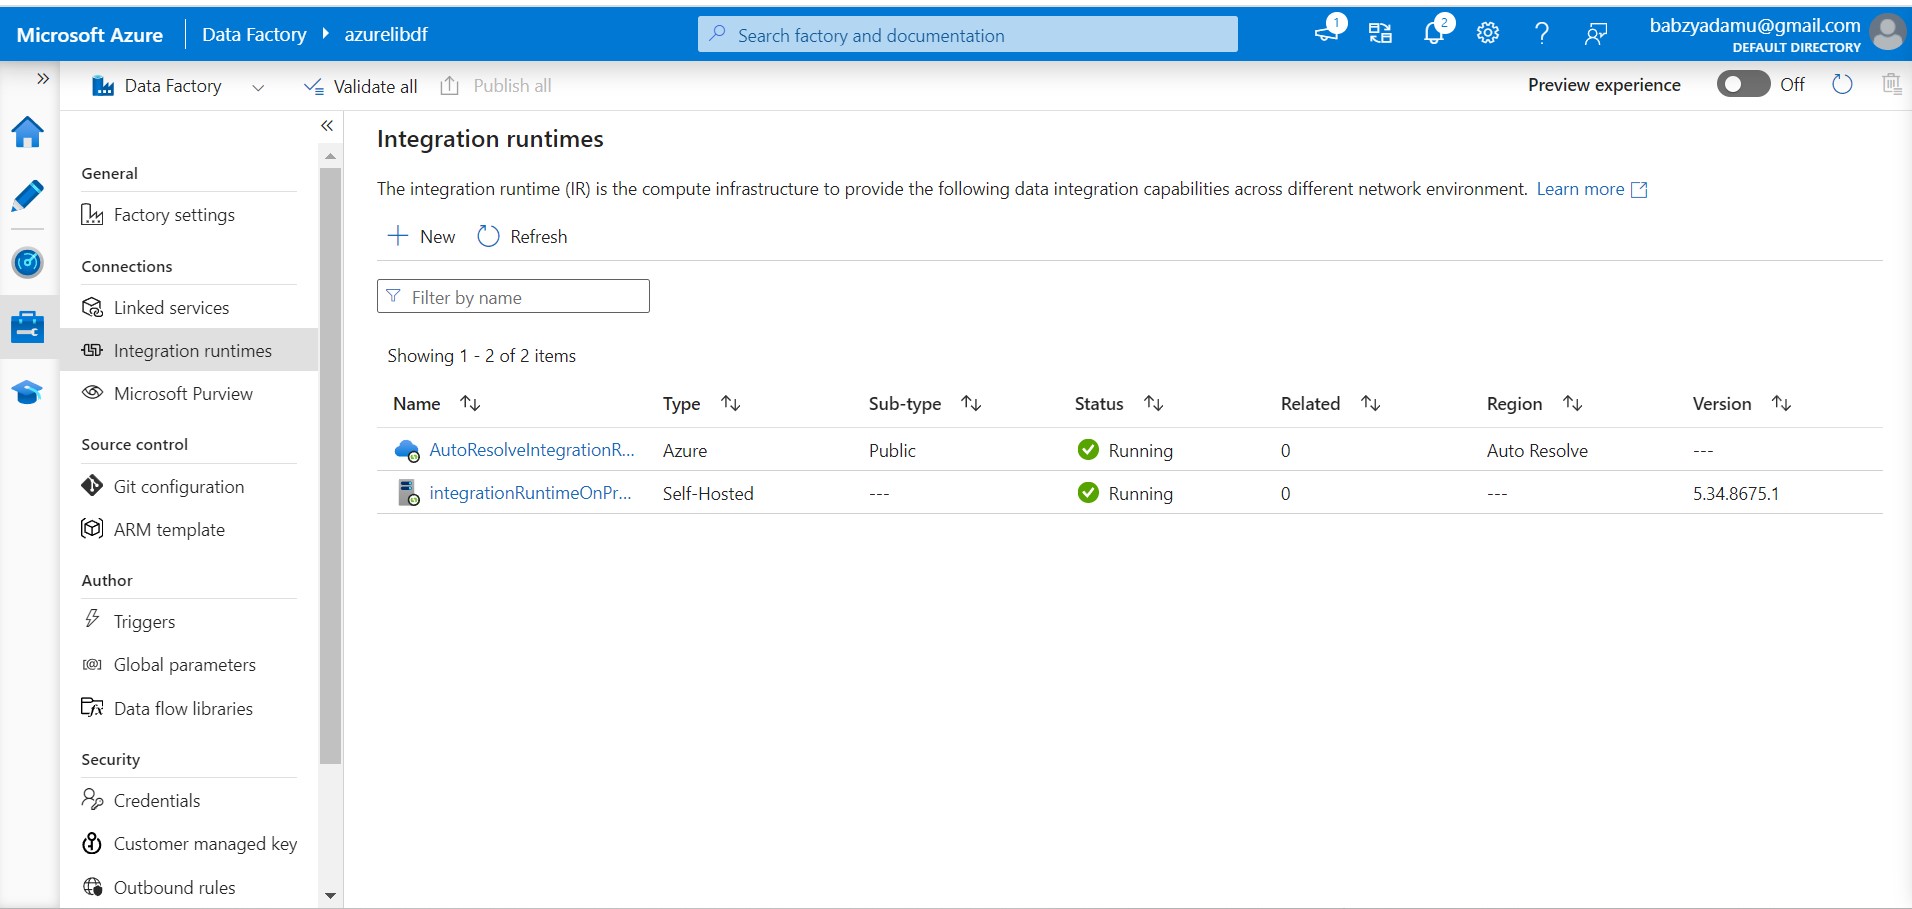 Microsoft Azure Data Factory azurelibdf Search factory and documentation 1 2 babzyadamu@gmail.com
DEFAULT DIRECTORY
Data Factory Validate all Publish all Preview experience Off
General
Factory settings
Connections
Linked services
Integration runtimes
Microsoft Purview
Source control
Git configuration
ARM template
Author
Triggers
Global parameters
Data flow libraries
Security
Credentials
Customer managed key
Outbound rules
Integration runtimes
The integration runtime (IR) is the compute infrastructure to provide the following data integration capabilities across different network environment. Learn more
New Refresh
Filter by name
Showing 1 - 2 of 2 items
Name Type Sub-type Status Related Region Version
AutoResolveIntegrationR... Azure Public Running 0 Auto Resolve ---
integrationRuntimeOnPr... Self-Hosted --- Running 0 --- 5.34.8675.1